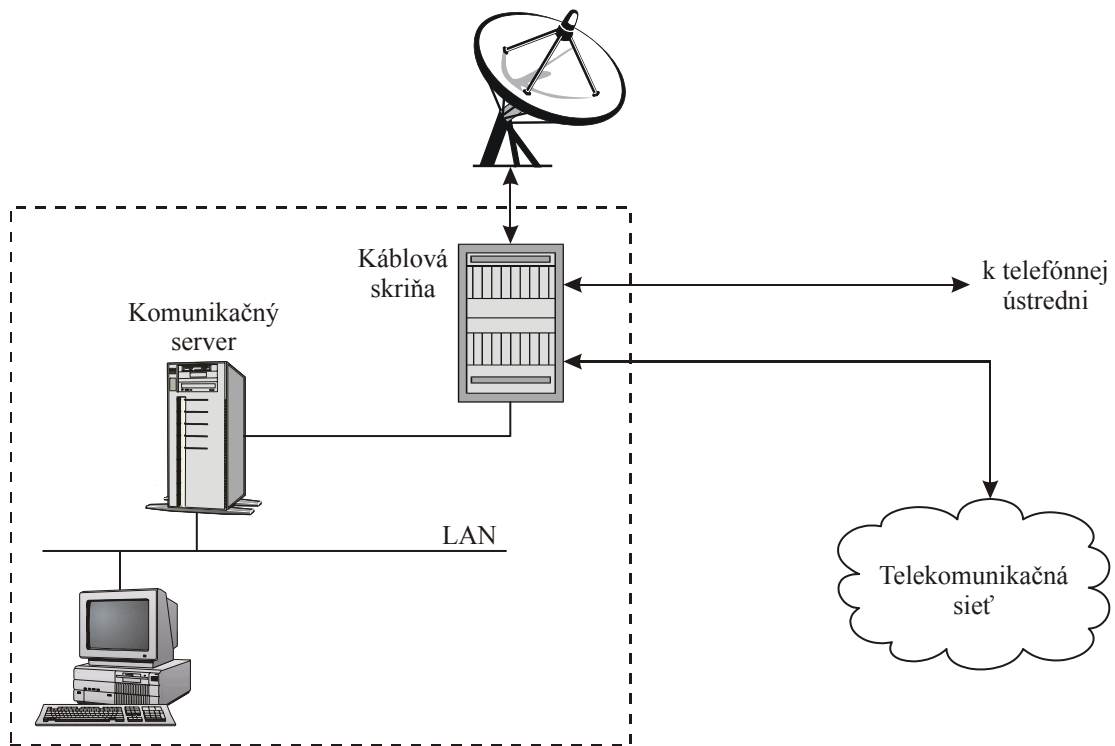 Káblová
skriňa
k telefónnej
ústredni
Komunikačný
server
LAN
Telekomunikačná
sieť